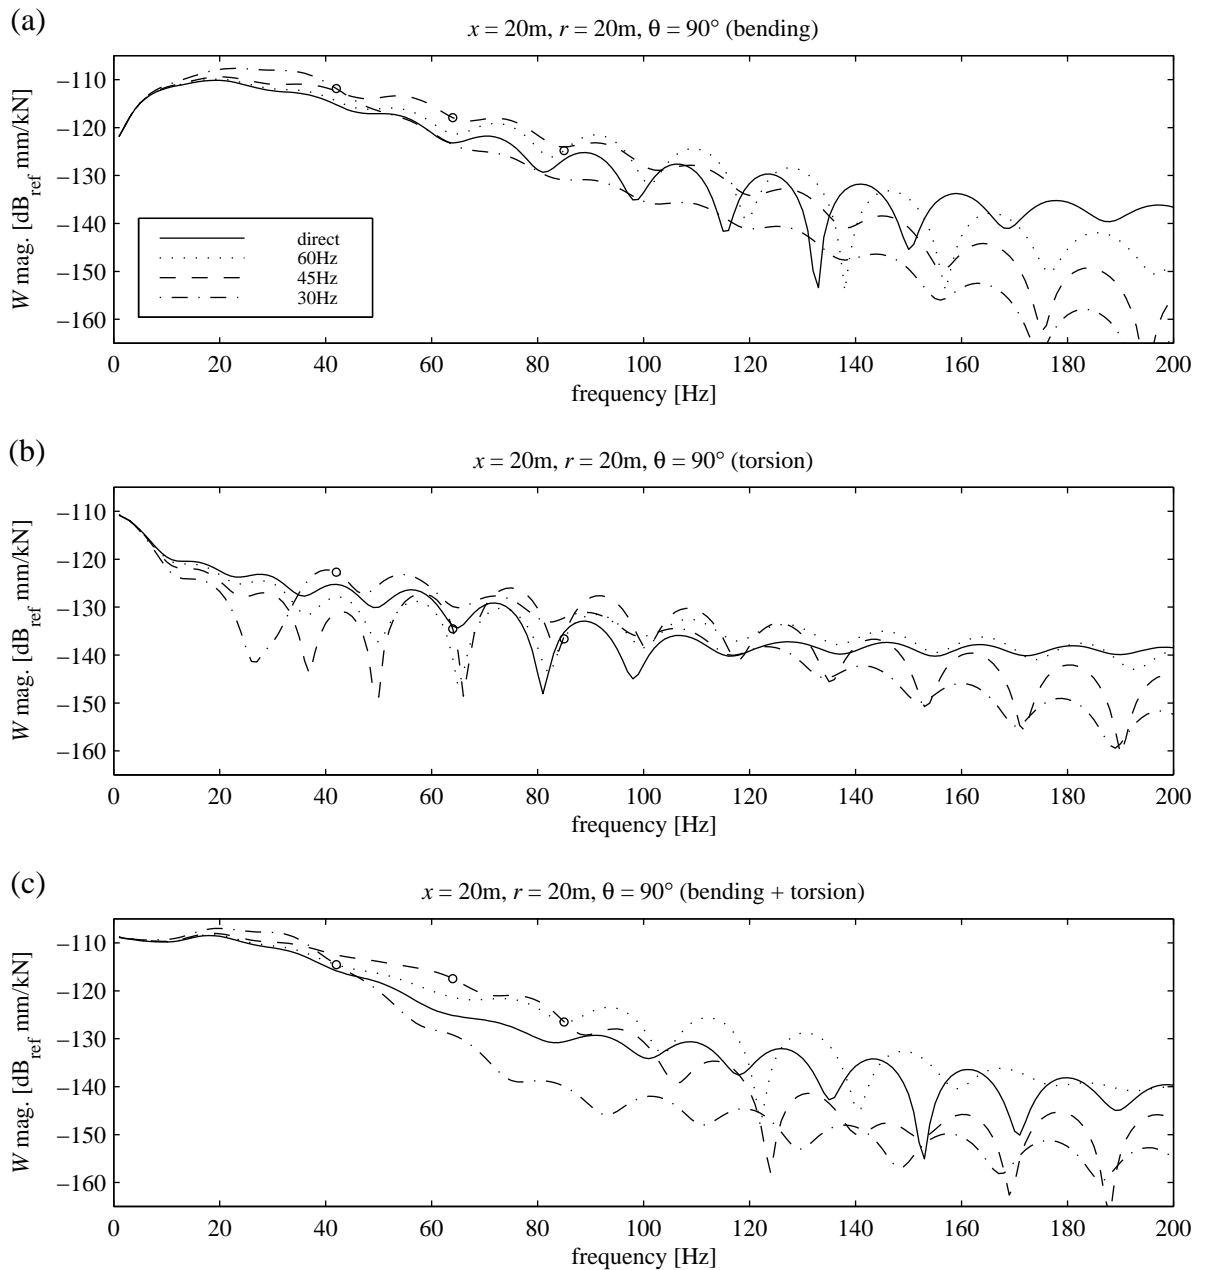 (a)
x = 20m, r = 20m, θ = 90° (bending)
W mag. [dB_ref mm/kN]
−110
−120
−130
−140
−150
−160
direct
60Hz
45Hz
30Hz
0 20 40 60 80 100 120 140 160 180 200
frequency [Hz]
(b)
x = 20m, r = 20m, θ = 90° (torsion)
W mag. [dB_ref mm/kN]
−110
−120
−130
−140
−150
−160
0 20 40 60 80 100 120 140 160 180 200
frequency [Hz]
(c)
x = 20m, r = 20m, θ = 90° (bending + torsion)
W mag. [dB_ref mm/kN]
−110
−120
−130
−140
−150
−160
0 20 40 60 80 100 120 140 160 180 200
frequency [Hz]